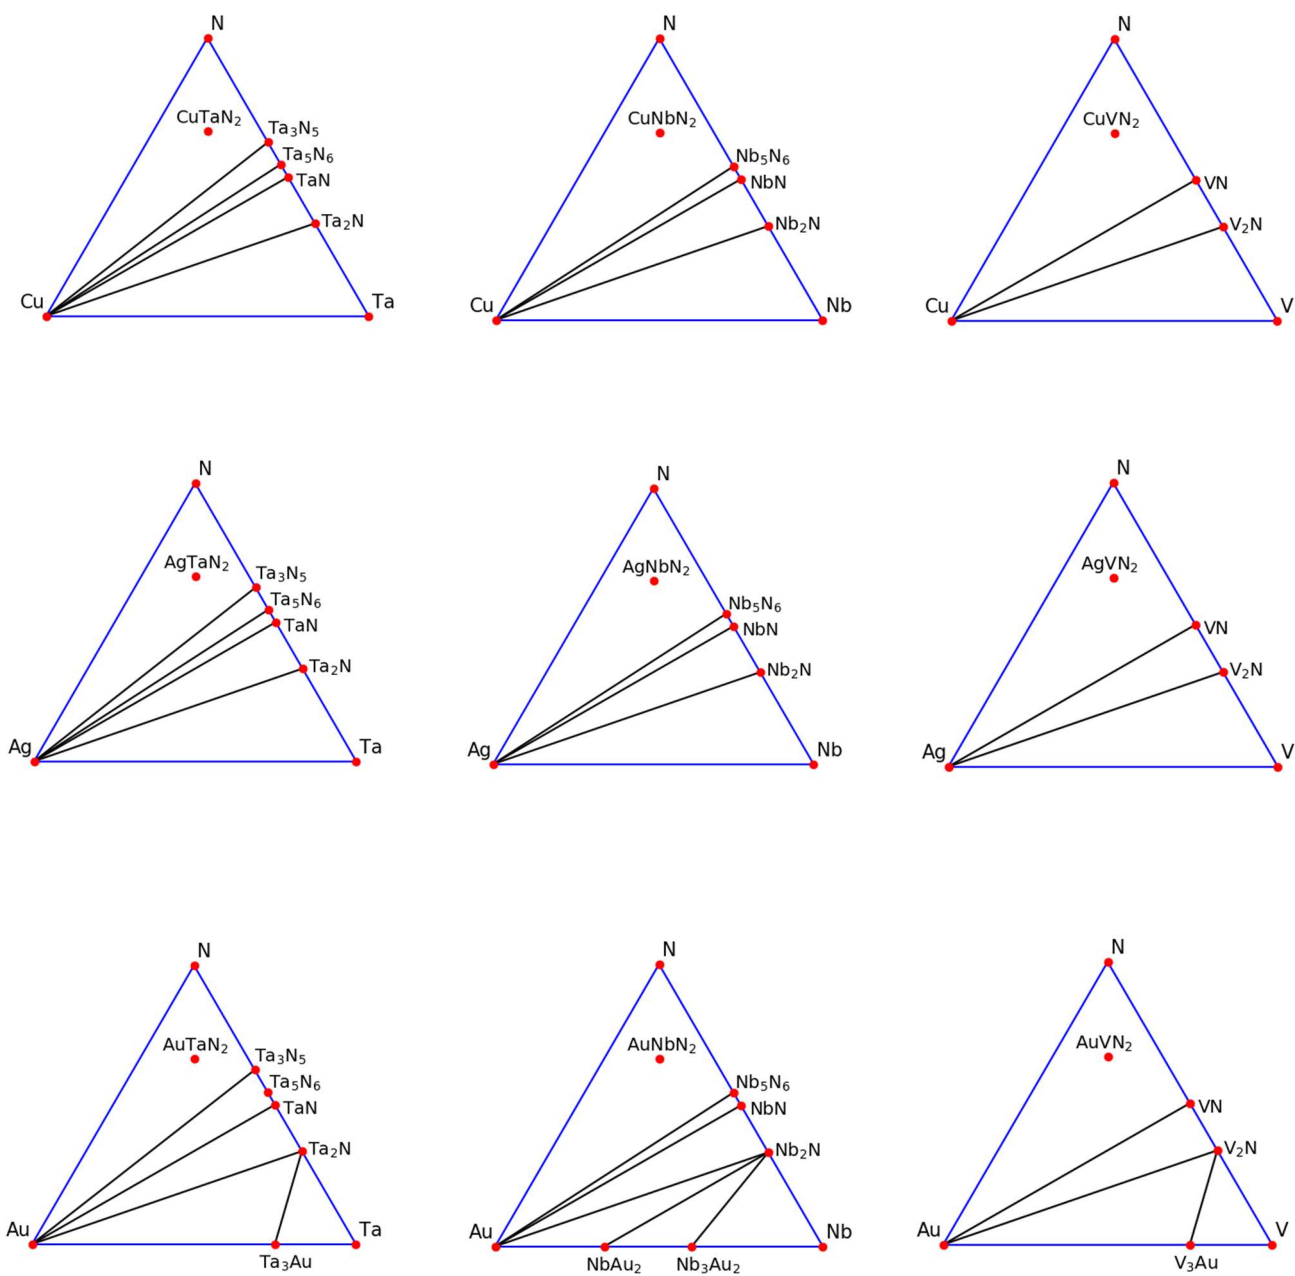 N
CuTaN₂
Ta₃N₅
Ta₅N₆
TaN
Ta₂N
Cu
Ta
N
CuNbN₂
Nb₅N₆
NbN
Nb₂N
Cu
Nb
N
CuVN₂
VN
V₂N
Cu
V
N
AgTaN₂
Ta₃N₅
Ta₅N₆
TaN
Ta₂N
Ag
Ta
N
AgNbN₂
Nb₅N₆
NbN
Nb₂N
Ag
Nb
N
AgVN₂
VN
V₂N
Ag
V
N
AuTaN₂
Ta₃N₅
Ta₅N₆
TaN
Ta₂N
Au
Ta
Ta₃Au
N
AuNbN₂
Nb₅N₆
NbN
Nb₂N
Au
Nb
NbAu₂
Nb₃Au₂
N
AuVN₂
VN
V₂N
Au
V
V₃Au